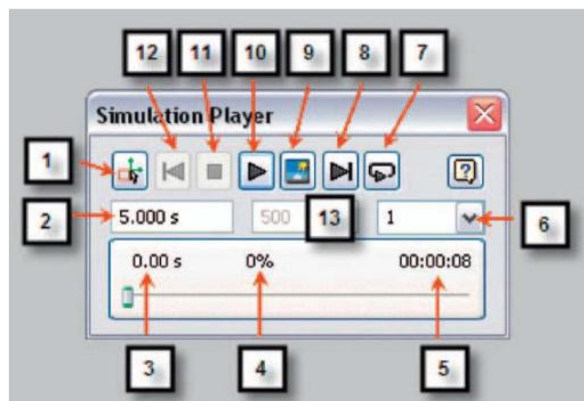 12 11 10 9 8 7
Simulation Player
1
2 5.000 s 500 13 1 6
0.00 s 0% 00:00:08
3 4 5